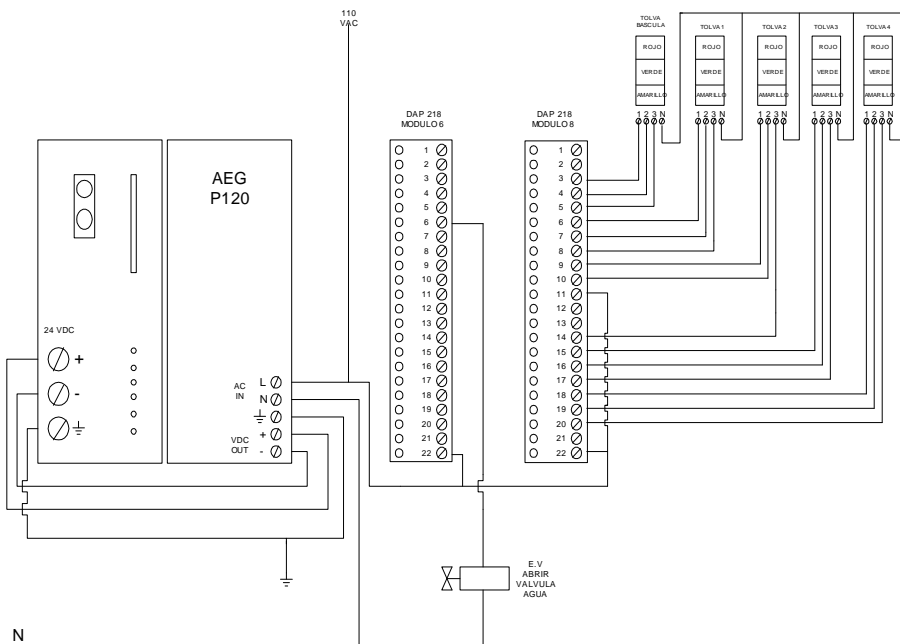 110
VAC
TOLVA
BASCULA
TOLVA 1
TOLVA 2
TOLVA 3
TOLVA 4
ROJO
ROJO
ROJO
ROJO
ROJO
VERDE
VERDE
VERDE
VERDE
VERDE
AMARILLO
AMARILLO
AMARILLO
AMARILLO
AMARILLO
1 2 3 N
1 2 3 N
1 2 3 N
1 2 3 N
1 2 3 N
DAP 218
MODULO 6
1
2
3
4
5
6
7
8
9
10
11
12
13
14
15
16
17
18
19
20
21
22
DAP 218
MODULO 8
1
2
3
4
5
6
7
8
9
10
11
12
13
14
15
16
17
18
19
20
21
22
AEG
P120
24 VDC
+
-
AC
IN
L
N
VDC
OUT
+
-
E.V
ABRIR
VALVULA
AGUA
N